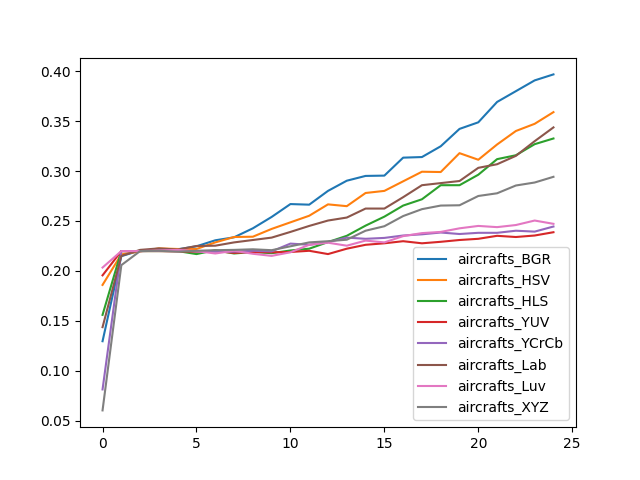 0.40
0.35
0.30
0.25
0.20
0.15
0.10
0.05
0 5 10 15 20 25
aircrafts_BGR
aircrafts_HSV
aircrafts_HLS
aircrafts_YUV
aircrafts_YCrCb
aircrafts_Lab
aircrafts_Luv
aircrafts_XYZ